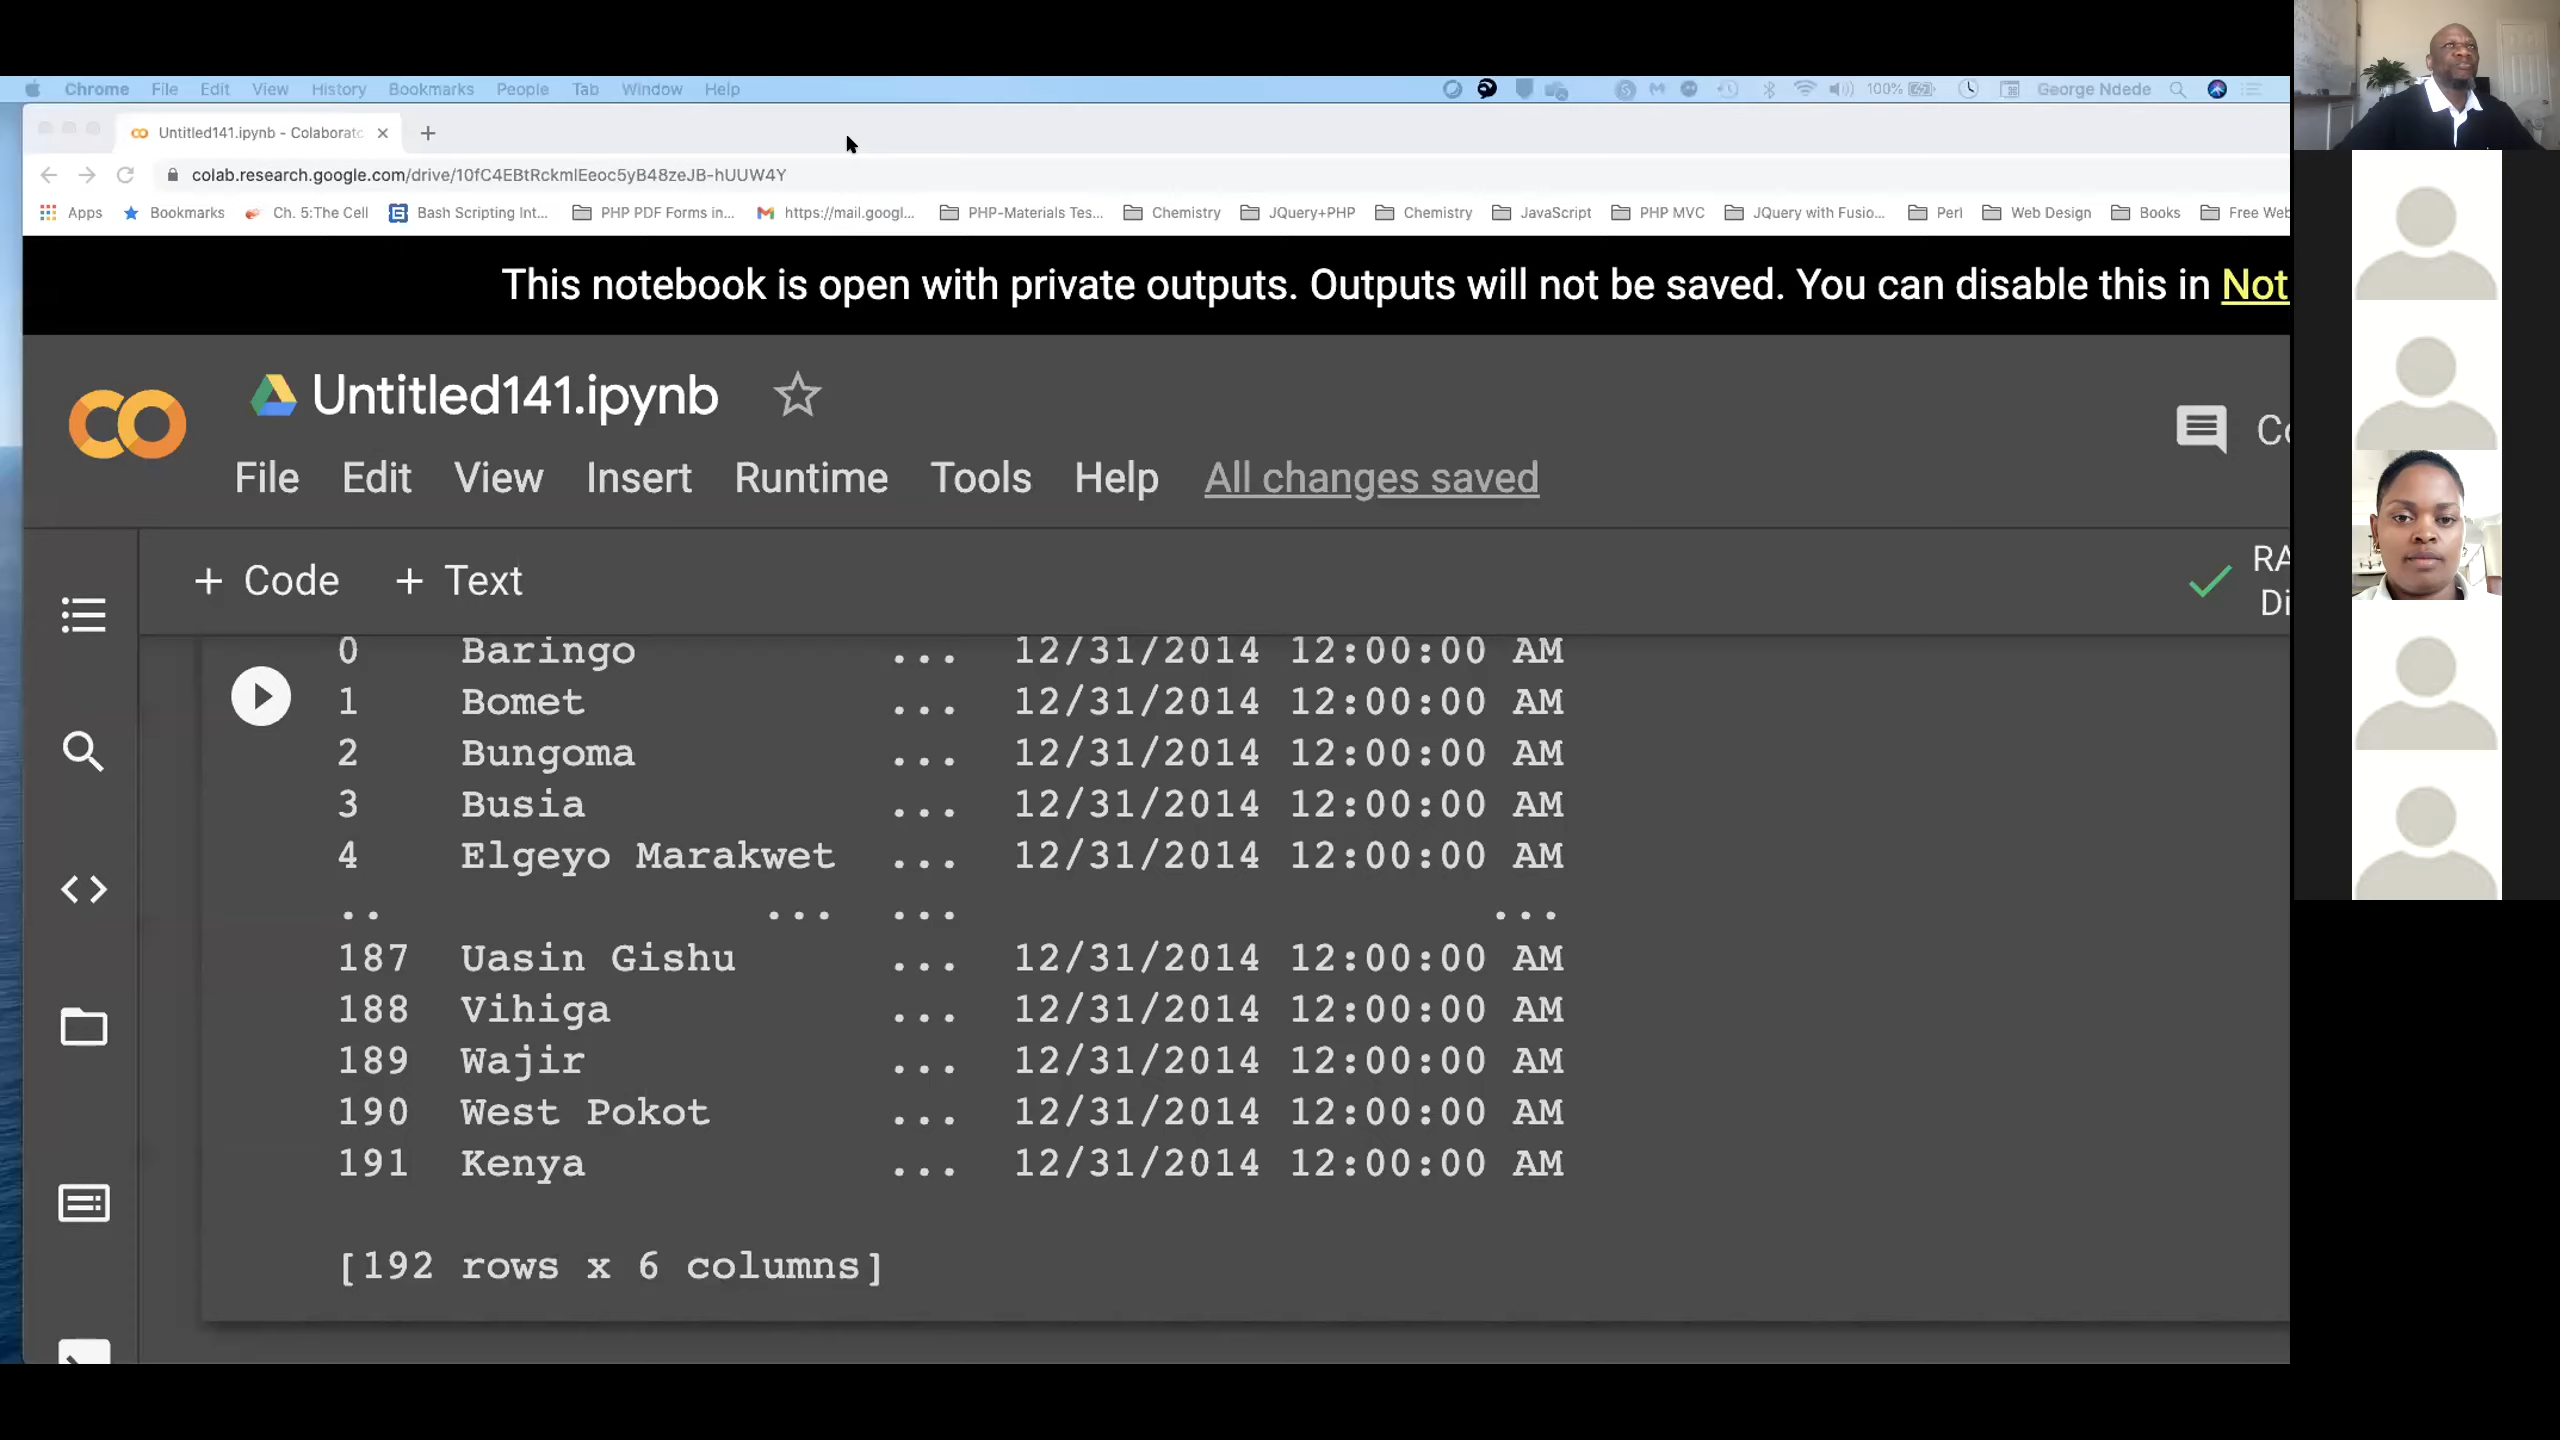 Chrome File Edit View History Bookmarks People Tab Window Help 100% George Ndede
Untitled141.ipynb - Colaborato
colab.research.google.com/drive/10fC4EBtRckmlEeoc5yB48zeJB-hUUW4Y
Apps Bookmarks Ch. 5:The Cell Bash Scripting Int... PHP PDF Forms in... https://mail.googl... PHP-Materials Tes... Chemistry JQuery+PHP Chemistry JavaScript PHP MVC JQuery with Fusio... Perl Web Design Books Free Web
This notebook is open with private outputs. Outputs will not be saved. You can disable this in Not
CO Untitled141.ipynb
File Edit View Insert Runtime Tools Help All changes saved
+ Code + Text
RA
Di
0 Baringo ... 12/31/2014 12:00:00 AM
1 Bomet ... 12/31/2014 12:00:00 AM
2 Bungoma ... 12/31/2014 12:00:00 AM
3 Busia ... 12/31/2014 12:00:00 AM
4 Elgeyo Marakwet ... 12/31/2014 12:00:00 AM
.. ... ... ...
187 Uasin Gishu ... 12/31/2014 12:00:00 AM
188 Vihiga ... 12/31/2014 12:00:00 AM
189 Wajir ... 12/31/2014 12:00:00 AM
190 West Pokot ... 12/31/2014 12:00:00 AM
191 Kenya ... 12/31/2014 12:00:00 AM
[192 rows x 6 columns]